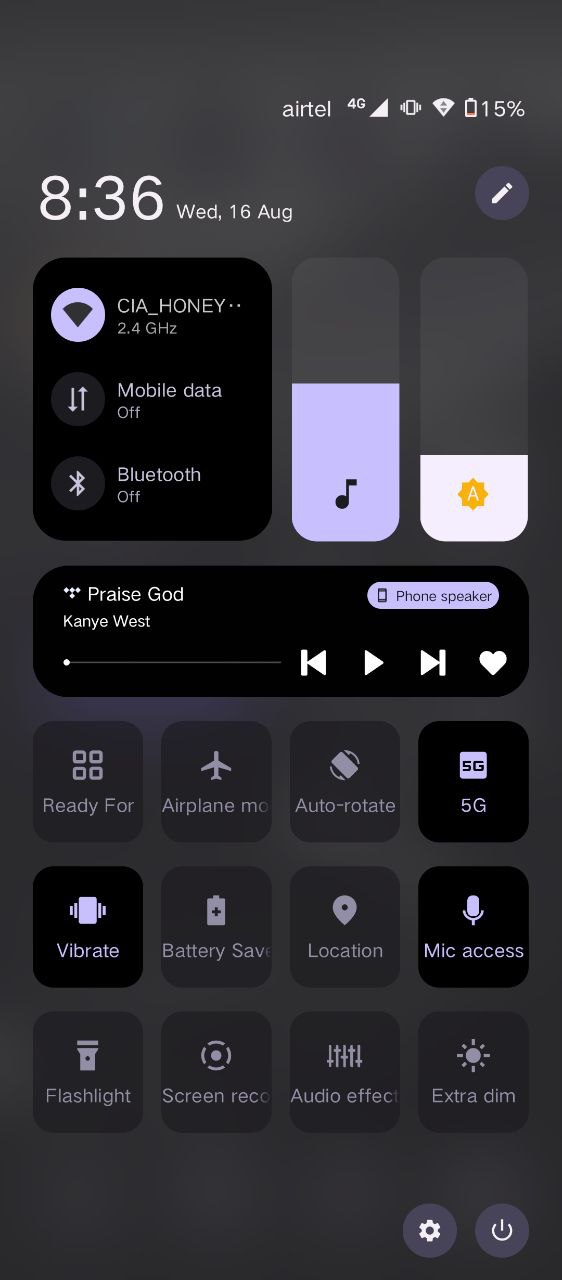 airtel 4G 15%
8:36 Wed, 16 Aug
CIA_HONEY··
2.4 GHz
Mobile data
Off
Bluetooth
Off
A
Praise God
Phone speaker
Kanye West
Ready For
Airplane mo
Auto-rotate
5G
5G
Vibrate
Battery Save
Location
Mic access
Flashlight
Screen reco
Audio effect
Extra dim